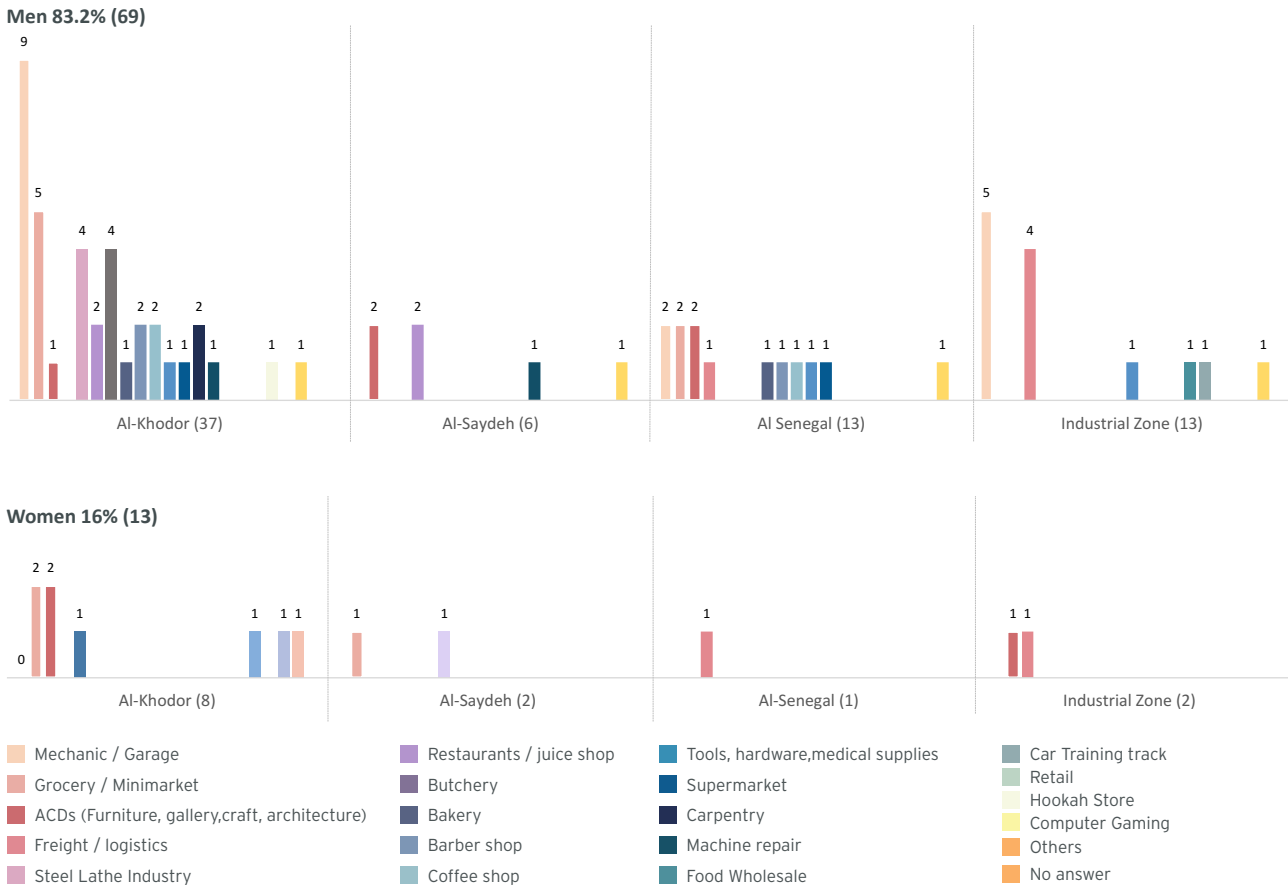 Men 83.2% (69)
9
5
1
4
2
4
1
2
2
1
1
2
1
1
1
2
2
1
1
2
2
2
1
1
1
1
1
1
1
5
4
1
1
1
1
Al-Khodor (37)
Al-Saydeh (6)
Al Senegal (13)
Industrial Zone (13)
Women 16% (13)
0
2
2
1
1
1
1
1
1
1
1
1
Al-Khodor (8)
Al-Saydeh (2)
Al-Senegal (1)
Industrial Zone (2)
Mechanic / Garage
Grocery / Minimarket
ACDs (Furniture, gallery,craft, architecture)
Freight / logistics
Steel Lathe Industry
Restaurants / juice shop
Butchery
Bakery
Barber shop
Coffee shop
Tools, hardware,medical supplies
Supermarket
Carpentry
Machine repair
Food Wholesale
Car Training track
Retail
Hookah Store
Computer Gaming
Others
No answer